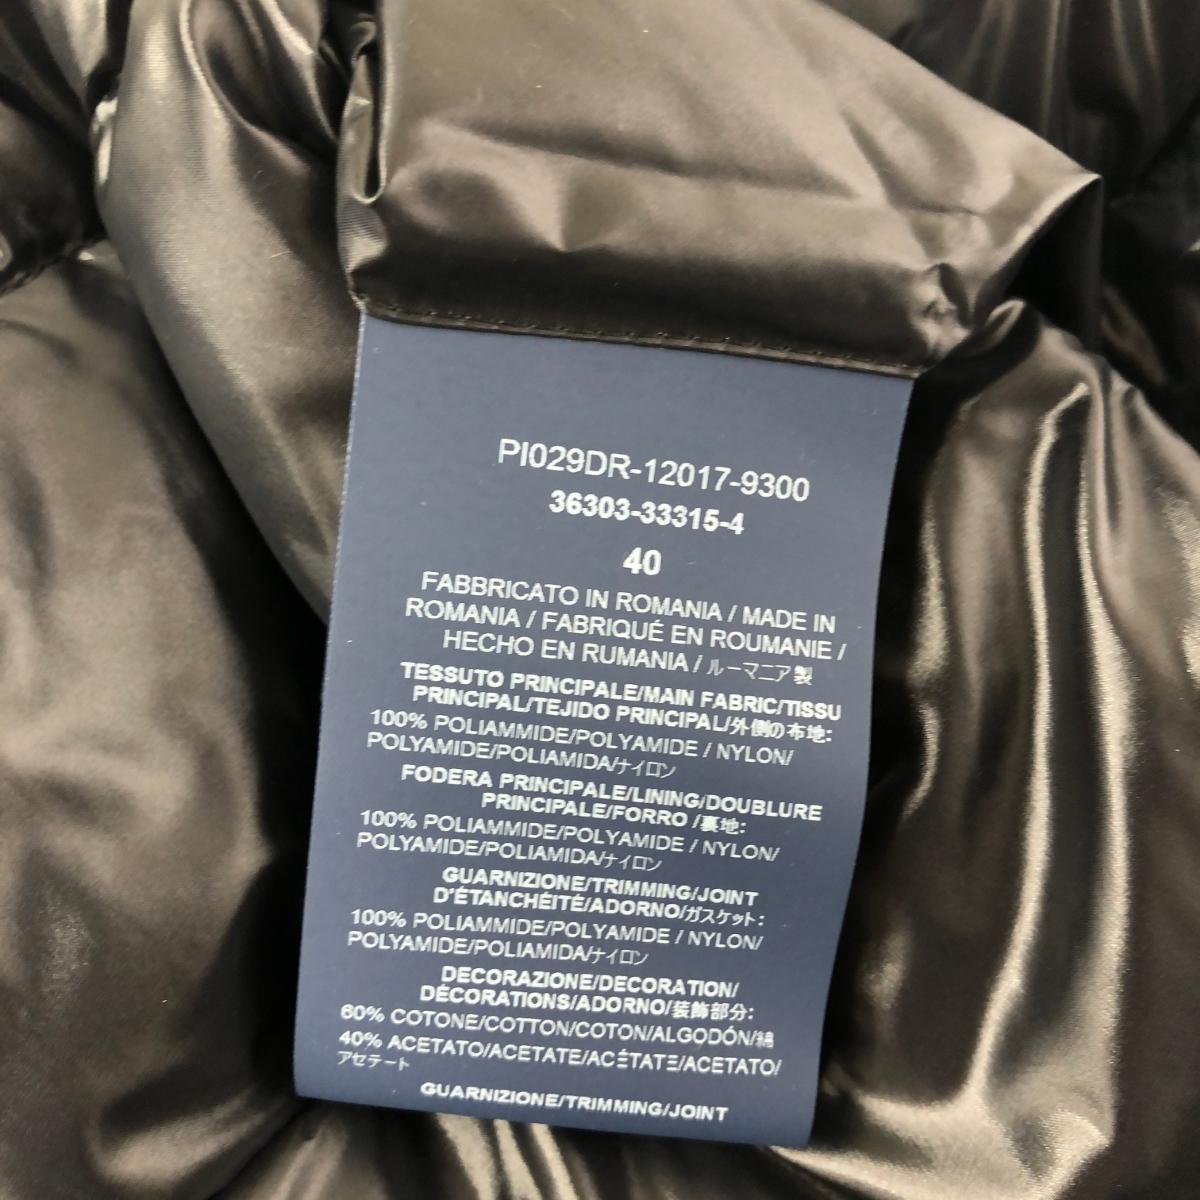 PI029DR-12017-9300
36303-33315-4
40
FABBRICATO IN ROMANIA / MADE IN
ROMANIA / FABRIQUÉ EN ROUMANIE /
HECHO EN RUMANIA / ルーマニア製
TESSUTO PRINCIPALE/MAIN FABRIC/TISSU
PRINCIPAL/TEJIDO PRINCIPAL/外側の布地:
100% POLIAMMIDE/POLYAMIDE / NYLON/
POLYAMIDE/POLIAMIDA/ナイロン
FODERA PRINCIPALE/LINING/DOUBLURE
PRINCIPALE/FORRO /裏地:
100% POLIAMMIDE/POLYAMIDE / NYLON/
POLYAMIDE/POLIAMIDA/ナイロン
GUARNIZIONE/TRIMMING/JOINT
D'ÉTANCHÉITÉ/ADORNO/ガスケット:
100% POLIAMMIDE/POLYAMIDE / NYLON/
POLYAMIDE/POLIAMIDA/ナイロン
DECORAZIONE/DECORATION/
DÉCORATIONS/ADORNO/装飾部分:
60% COTONE/COTTON/COTON/ALGODÓN/綿
40% ACETATO/ACETATE/ACÉTATE/ACETATO/
アセテート
GUARNIZIONE/TRIMMING/JOINT